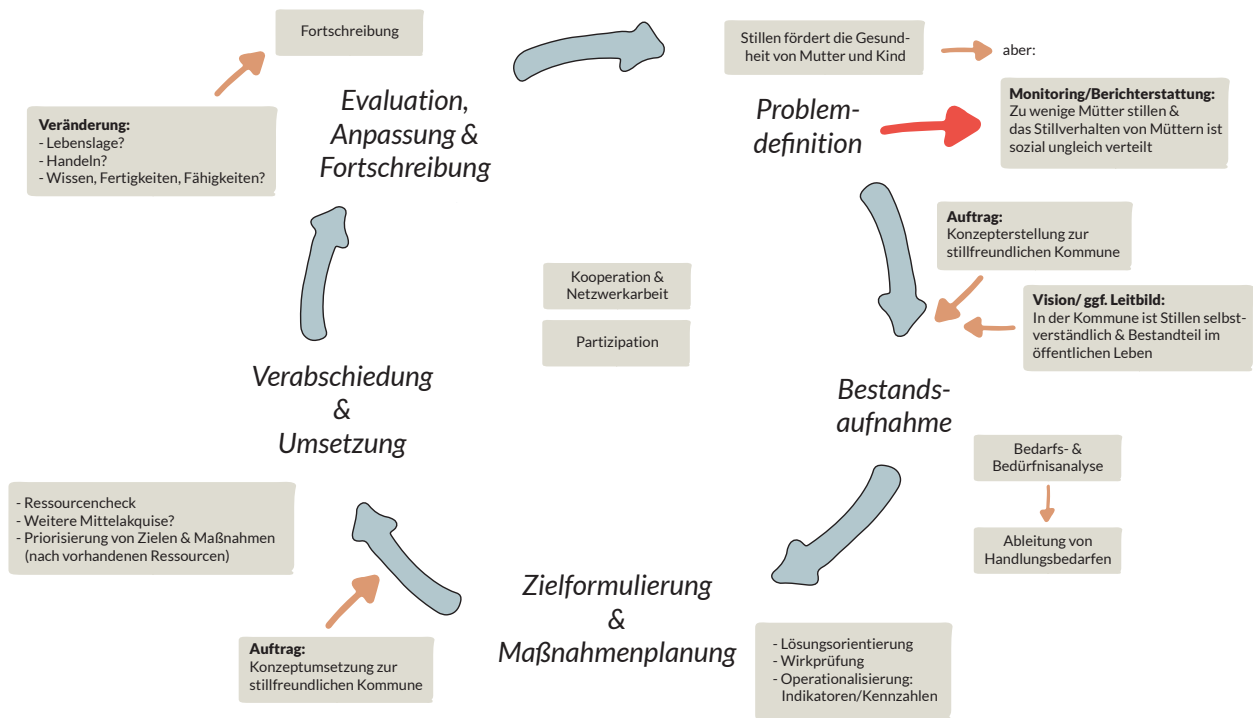 Fortschreibung
Veränderung:
- Lebenslage?
- Handeln?
- Wissen, Fertigkeiten, Fähigkeiten?
Evaluation,
Anpassung &
Fortschreibung
Stillen fördert die Gesund-
heit von Mutter und Kind
aber:
Problem-
definition
Monitoring/Berichterstattung:
Zu wenige Mütter stillen &
das Stillverhalten von Müttern ist
sozial ungleich verteilt
Auftrag:
Konzepterstellung zur
stillfreundlichen Kommune
Vision/ ggf. Leitbild:
In der Kommune ist Stillen selbst-
verständlich & Bestandteil im
öffentlichen Leben
Kooperation &
Netzwerkarbeit
Partizipation
Bestands-
aufnahme
Bedarfs- &
Bedürfnisanalyse
Ableitung von
Handlungsbedarfen
Zielformulierung
&
Maßnahmenplanung
- Lösungsorientierung
- Wirkprüfung
- Operationalisierung:
Indikatoren/Kennzahlen
Auftrag:
Konzeptumsetzung zur
stillfreundlichen Kommune
Verabschiedung
&
Umsetzung
- Ressourcencheck
- Weitere Mittelakquise?
- Priorisierung von Zielen & Maßnahmen
(nach vorhandenen Ressourcen)